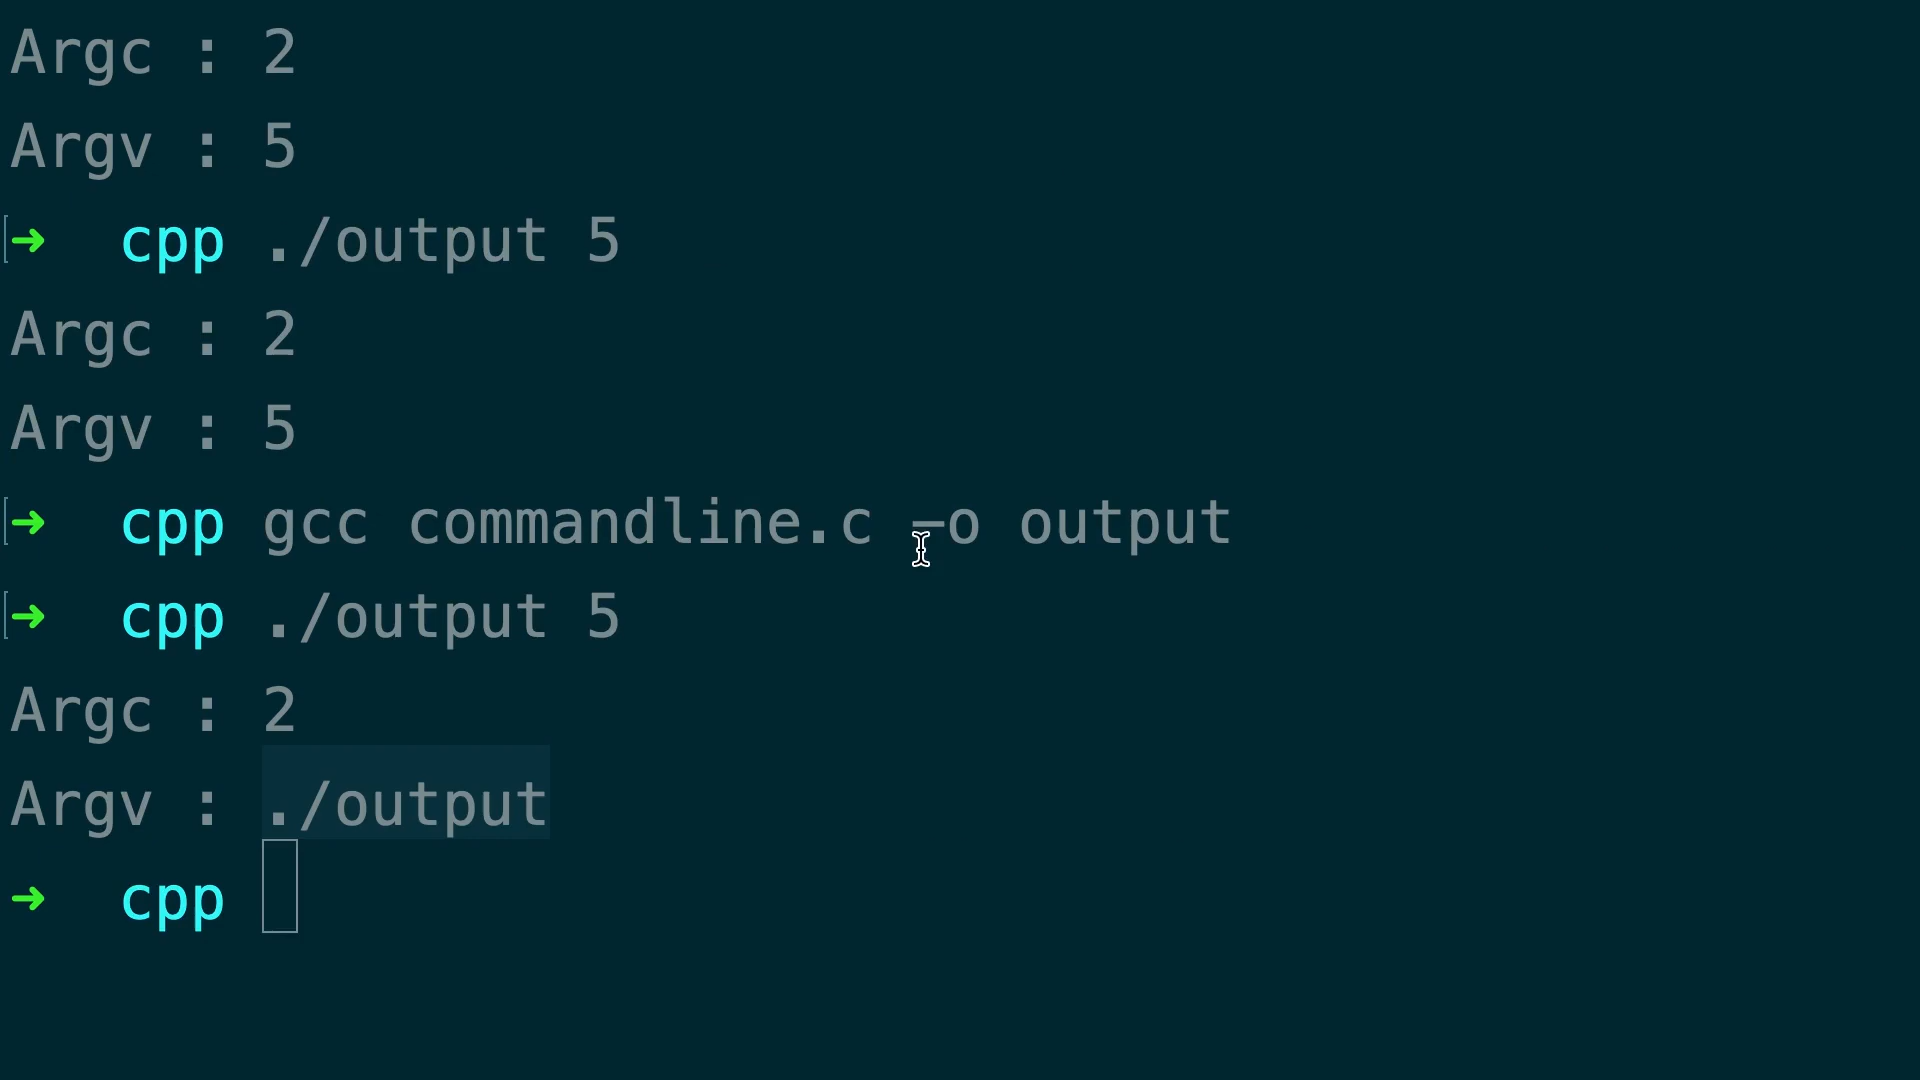 Argc : 2
Argv : 5
➜ cpp ./output 5
Argc : 2
Argv : 5
➜ cpp gcc commandline.c -o output
➜ cpp ./output 5
Argc : 2
Argv : ./output
➜ cpp